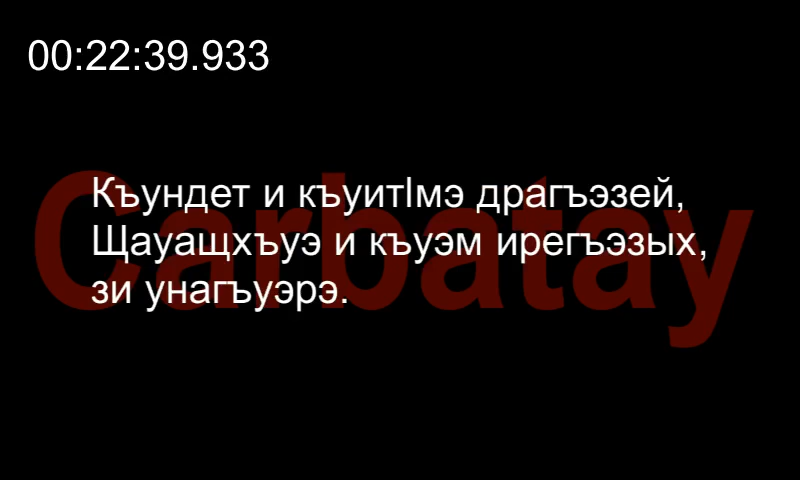 00:22:39.933
Carbatay
Къундет и къуитӏмэ драгъэзей,
Щауащхъуэ и къуэм ирегъэзых,
зи унагъуэрэ.